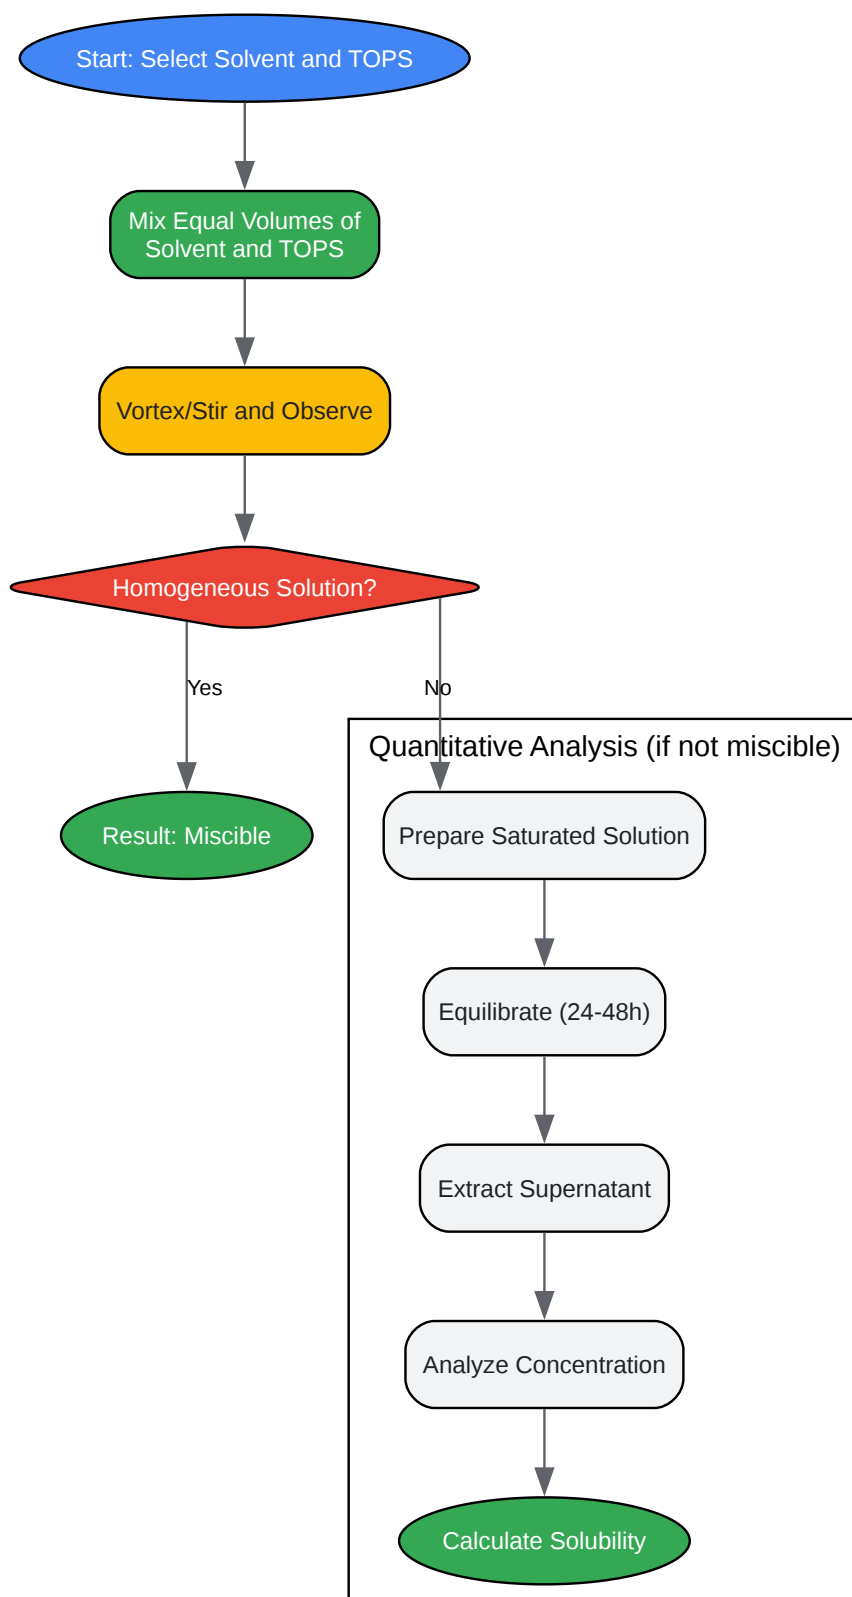 Start: Select Solvent and TOPS
Mix Equal Volumes of
Solvent and TOPS
Vortex/Stir and Observe
Homogeneous Solution?
Yes
No
Quantitative Analysis (if not miscible)
Result: Miscible
Prepare Saturated Solution
Equilibrate (24-48h)
Extract Supernatant
Analyze Concentration
Calculate Solubility